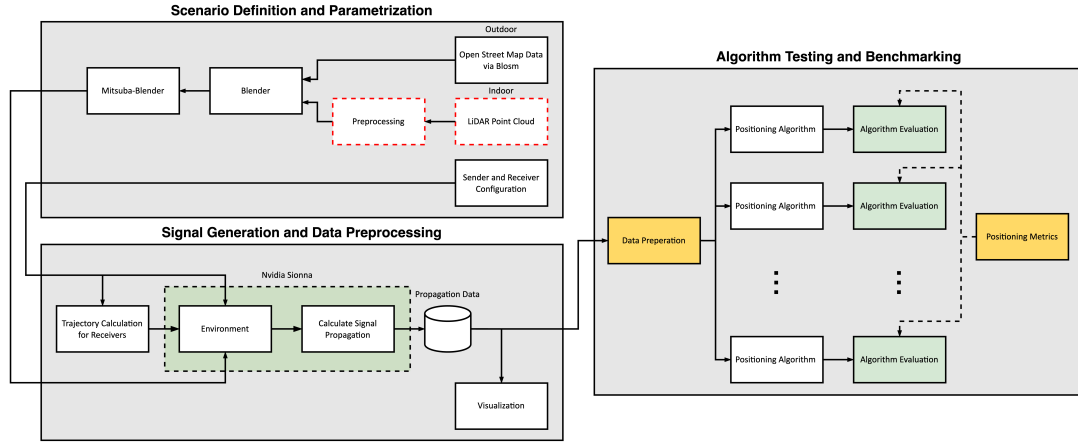 Scenario Definition and Parametrization
Outdoor
Open Street Map Data
via Blosm
Mitsuba-Blender
Blender
Indoor
Preprocessing
LiDAR Point Cloud
Sender and Receiver
Configuration
Signal Generation and Data Preprocessing
Nvidia Sionna
Propagation Data
Trajectory Calculation
for Receivers
Environment
Calculate Signal
Propagation
Visualization
Algorithm Testing and Benchmarking
Positioning Algorithm
Algorithm Evaluation
Positioning Algorithm
Algorithm Evaluation
Data Preperation
Positioning Metrics
Positioning Algorithm
Algorithm Evaluation